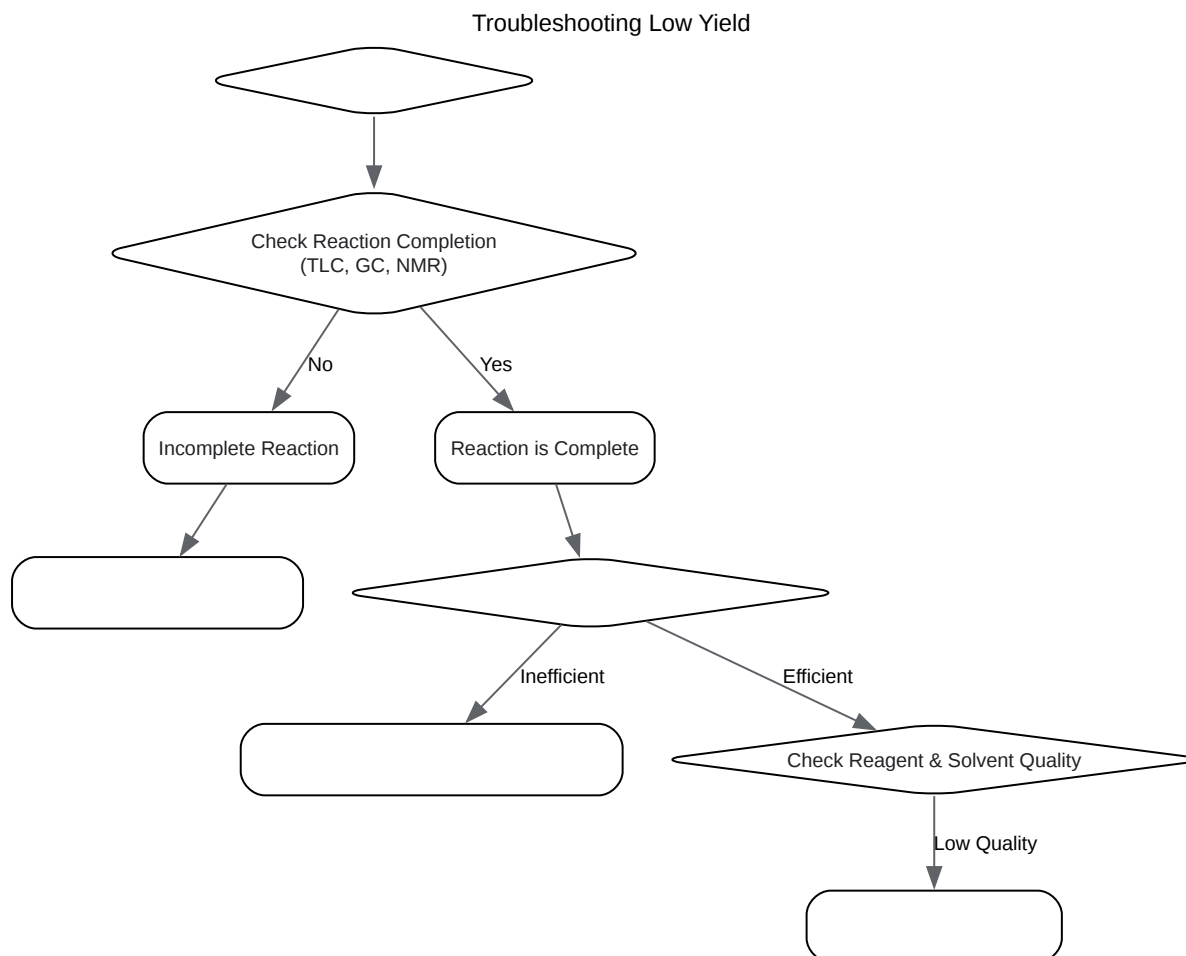 Troubleshooting Low Yield
Check Reaction Completion
(TLC, GC, NMR)
No
Yes
Incomplete Reaction
Reaction is Complete
Inefficient
Efficient
Check Reagent & Solvent Quality
Low Quality